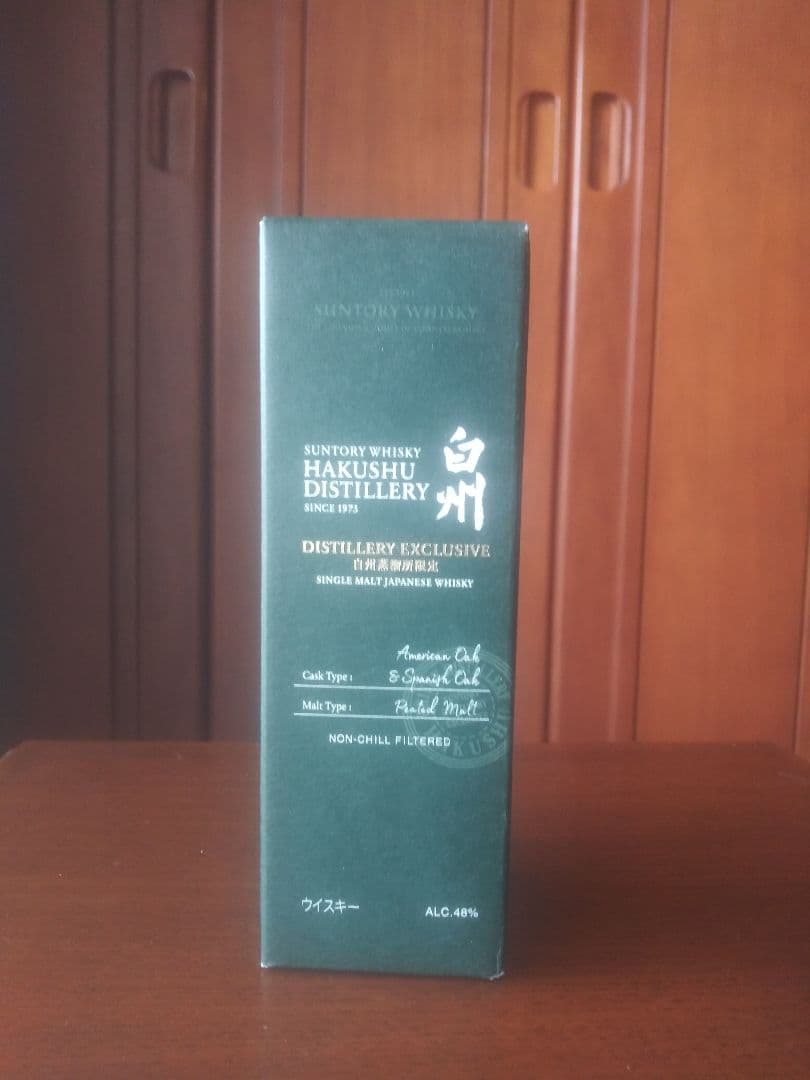 SUNTORY WHISKY
SUNTORY WHISKY
HAKUSHU
DISTILLERY
SINCE 1973
白州
DISTILLERY EXCLUSIVE
白州蒸溜所限定
SINGLE MALT JAPANESE WHISKY
Cask Type : American Oak
& Spanish Oak
Malt Type : Peated Malt
NON-CHILL FILTERED
ウイスキー
ALC.48%